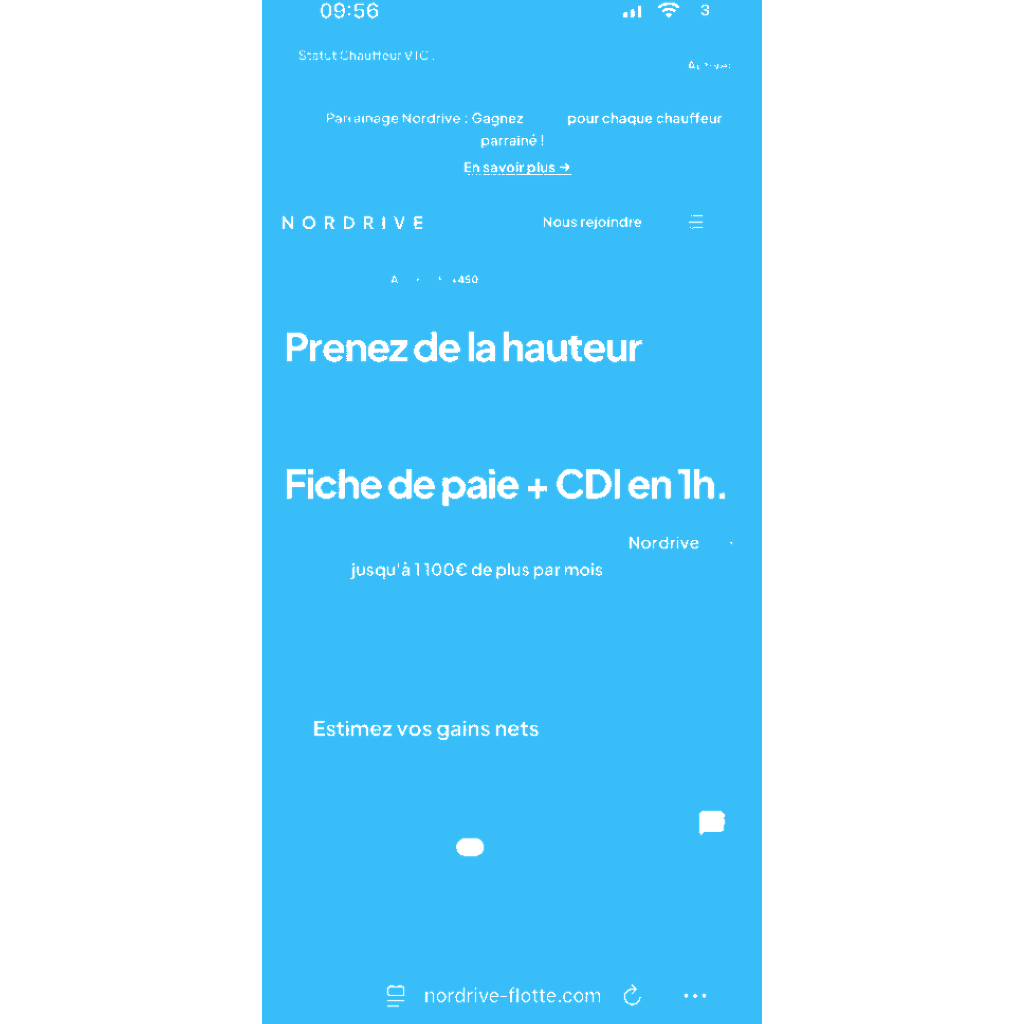 09:56
3
Statut Chauffeur VTC :
Parrainage Nordrive : Gagnez pour chaque chauffeur
parrainé !
En savoir plus →
NORDRIVE
Nous rejoindre
+490
Prenez de la hauteur
Fiche de paie + CDI en 1h.
Nordrive
jusqu'à 1100€ de plus par mois
Estimez vos gains nets
nordrive-flotte.com